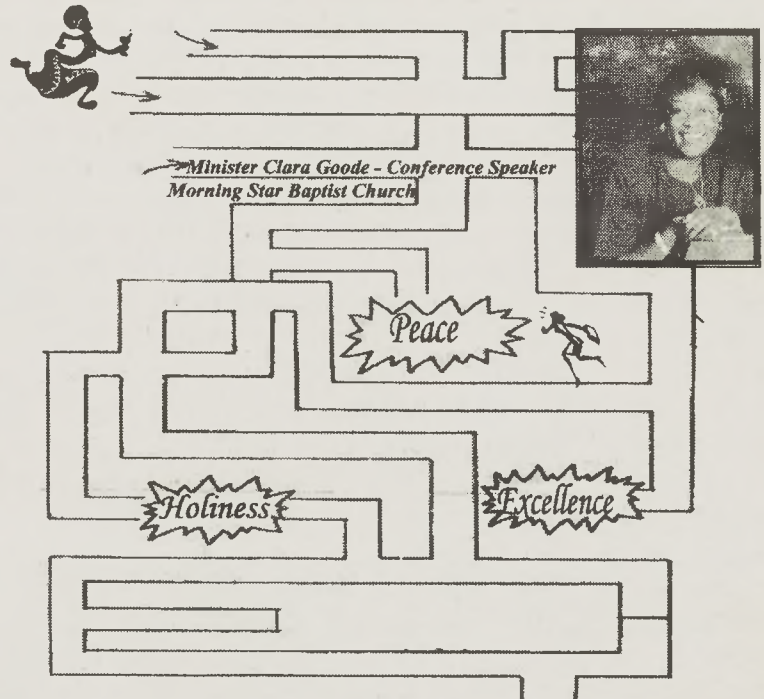 Minister Clara Goode - Conference Speaker
Morning Star Baptist Church
Peace
Holiness
Excellence